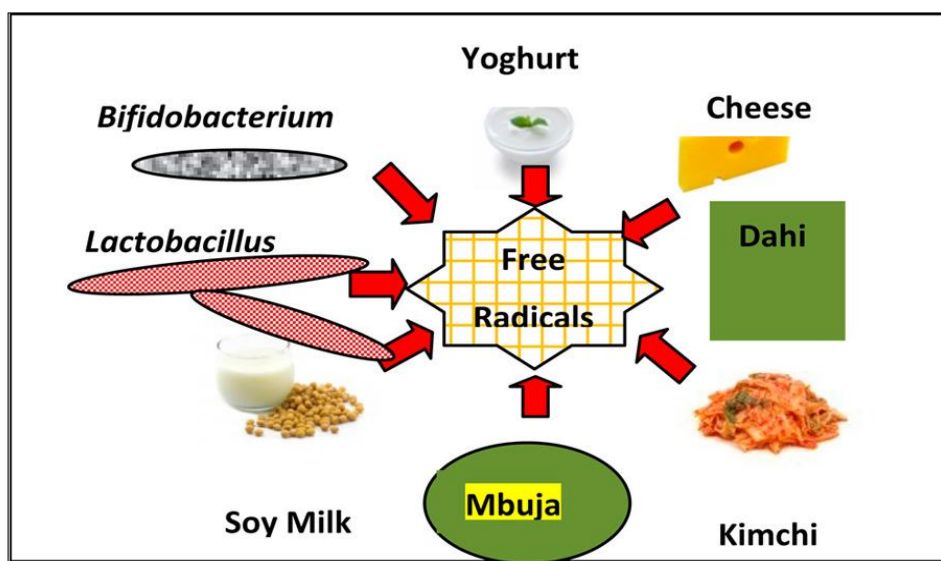 Yoghurt
Bifidobacterium
Cheese
Lactobacillus
Dahi
Free
Radicals
Mbuja
Soy Milk
Kimchi